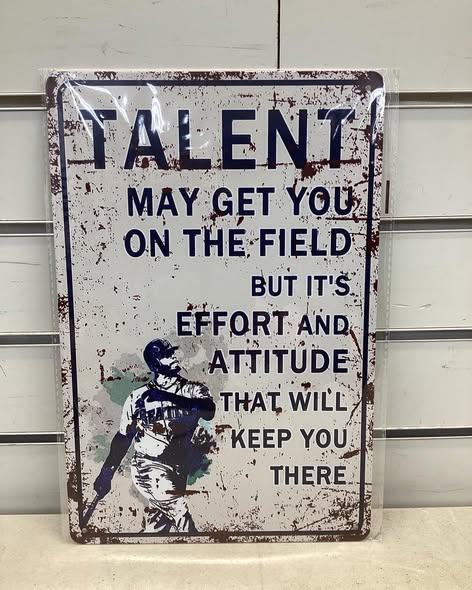 TALENT
MAY GET YOU
ON THE FIELD
BUT IT'S
EFFORT AND
ATTITUDE
THAT WILL
KEEP YOU
THERE